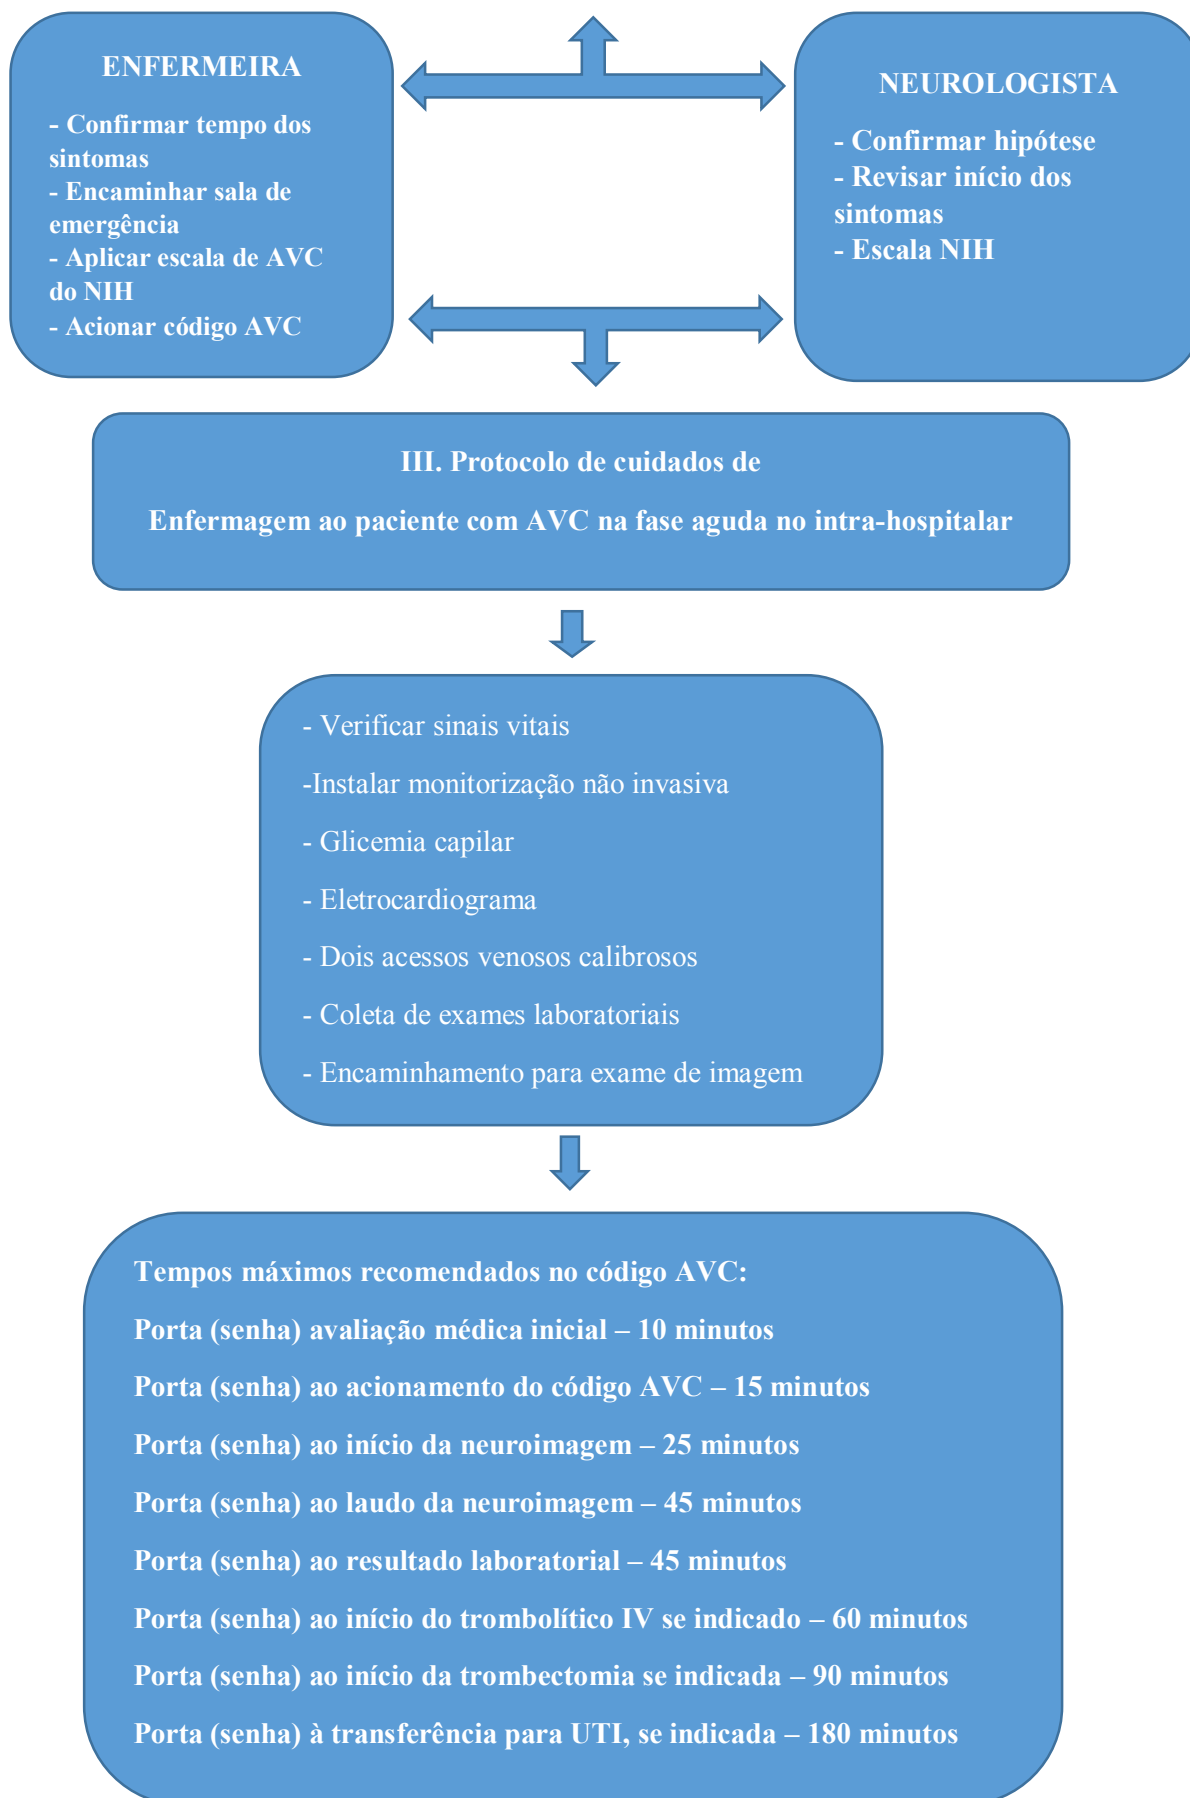 ENFERMEIRA
- Confirmar tempo dos
sintomas
- Encaminhar sala de
emergência
- Aplicar escala de AVC
do NIH
- Acionar código AVC
NEUROLOGISTA
- Confirmar hipótese
- Revisar início dos
sintomas
- Escala NIH
III. Protocolo de cuidados de
Enfermagem ao paciente com AVC na fase aguda no intra-hospitalar
- Verificar sinais vitais
-Instalar monitorização não invasiva
- Glicemia capilar
- Eletrocardiograma
- Dois acessos venosos calibrosos
- Coleta de exames laboratoriais
- Encaminhamento para exame de imagem
Tempos máximos recomendados no código AVC:
Porta (senha) avaliação médica inicial – 10 minutos
Porta (senha) ao acionamento do código AVC – 15 minutos
Porta (senha) ao início da neuroimagem – 25 minutos
Porta (senha) ao laudo da neuroimagem – 45 minutos
Porta (senha) ao resultado laboratorial – 45 minutos
Porta (senha) ao início do trombolítico IV se indicado – 60 minutos
Porta (senha) ao início da trombectomia se indicada – 90 minutos
Porta (senha) à transferência para UTI, se indicada – 180 minutos